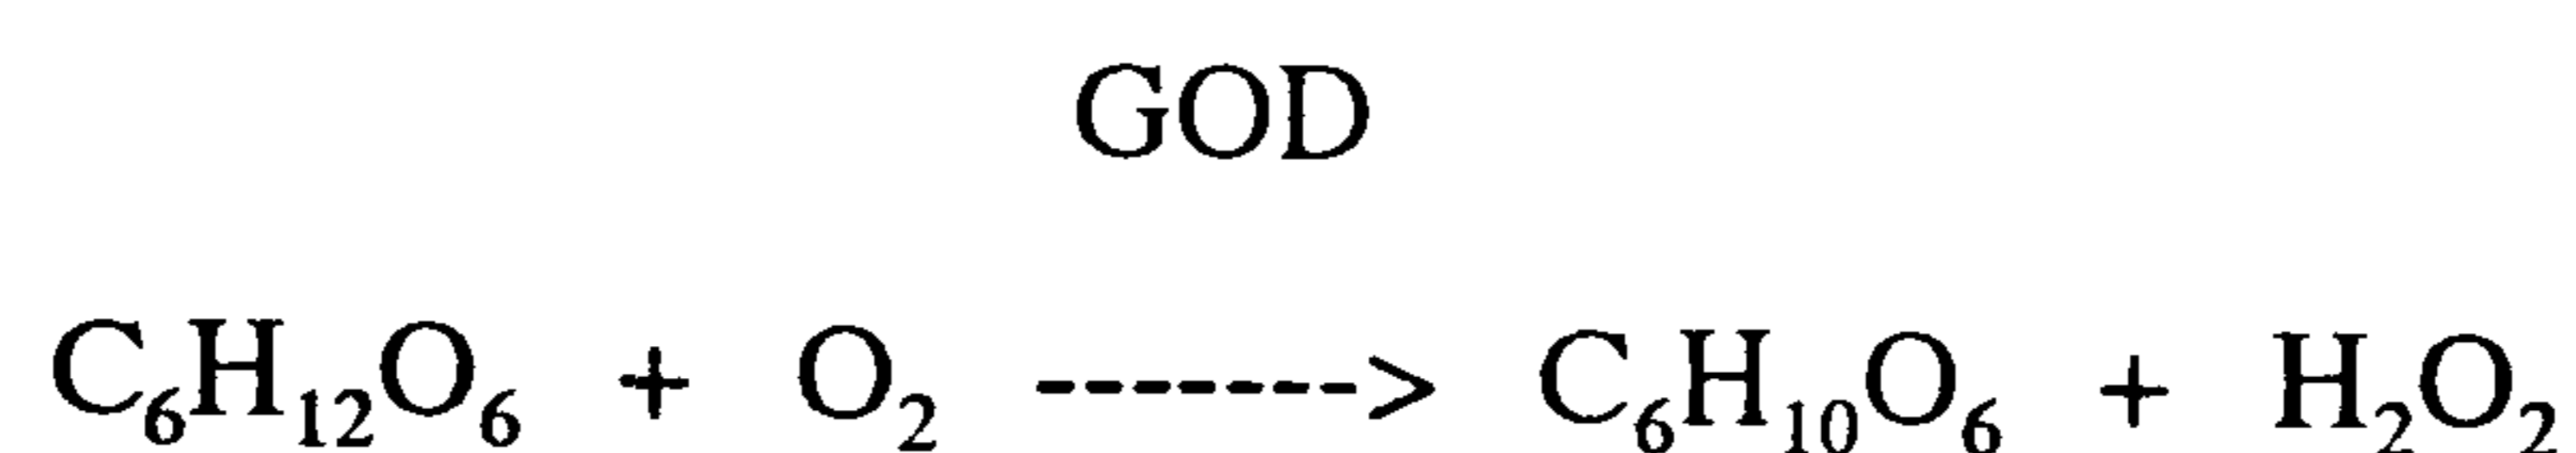 GOD
C₆H₁₂O₆ + O₂ -------> C₆H₁₀O₆ + H₂O₂